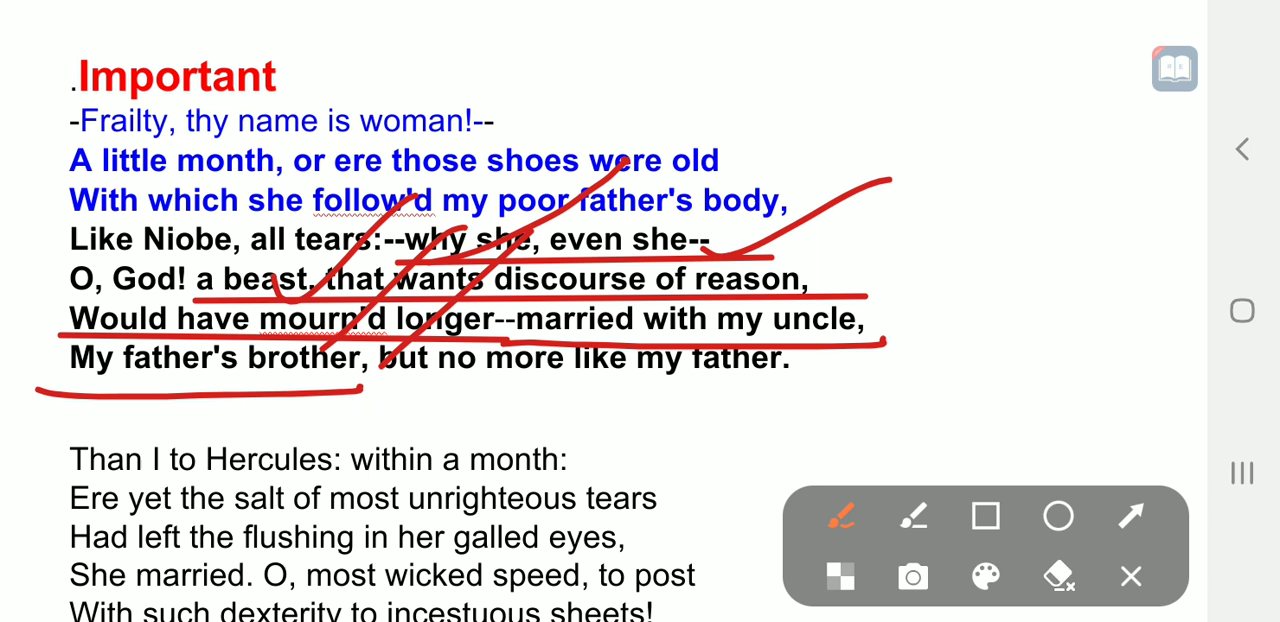 .Important
-Frailty, thy name is woman!--
A little month, or ere those shoes were old
With which she follow'd my poor father's body,
Like Niobe, all tears:--why she, even she--
O, God! a beast, that wants discourse of reason,
Would have mourn'd longer--married with my uncle,
My father's brother, but no more like my father.
Than I to Hercules: within a month:
Ere yet the salt of most unrighteous tears
Had left the flushing in her galled eyes,
She married. O, most wicked speed, to post
With such dexterity to incestuous sheets!